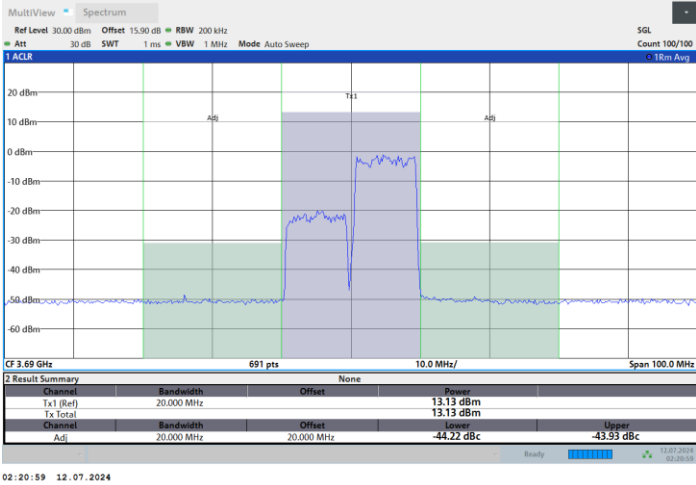 MultiView Spectrum
Ref Level 30.00 dBm Offset 15.90 dB RBW 200 kHz SGL
Att 30 dB SWT 1 ms VBW 1 MHz Mode Auto Sweep Count 100/100
1 ACLR 1Rm Avg
20 dBm
Tx1
Adj Adj
10 dBm
0 dBm
-10 dBm
-20 dBm
-30 dBm
-40 dBm
-50 dBm
-60 dBm
CF 3.69 GHz 691 pts 10.0 MHz/ Span 100.0 MHz
2 Result Summary None
Channel Bandwidth Offset Power
Tx1 (Ref) 20.000 MHz 13.13 dBm
Tx Total 13.13 dBm
Channel Bandwidth Offset Lower Upper
Adj 20.000 MHz 20.000 MHz -44.22 dBc -43.93 dBc
Ready 12.07.2024
02:20:59
02:20:59 12.07.2024